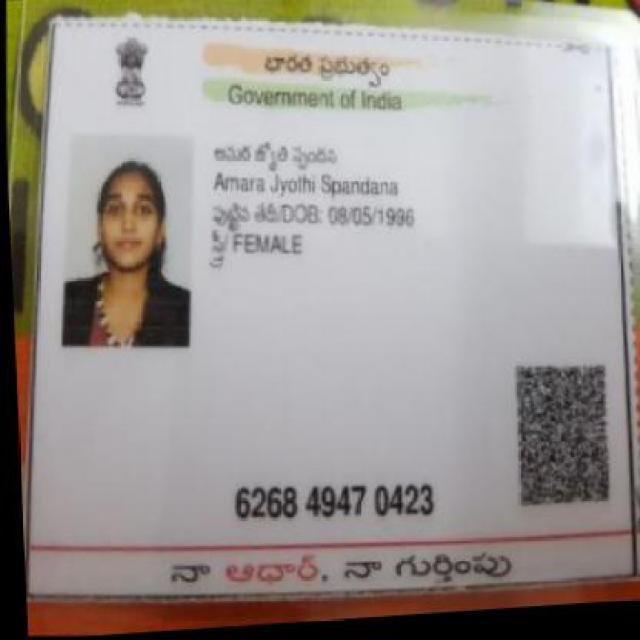 భారత ప్రభుత్వం
Government of India
అమర జ్యోతి స్పందన
Amara Jyothi Spandana
పుట్టిన తేదీ/DOB: 08/05/1996
స్త్రీ/ FEMALE
6268 4947 0423
నా ఆధార్, నా గుర్తింపు